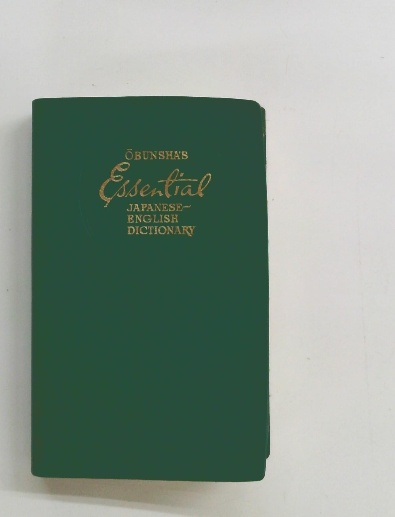 ŌBUNSHA'S
Essential
JAPANESE-
ENGLISH
DICTIONARY